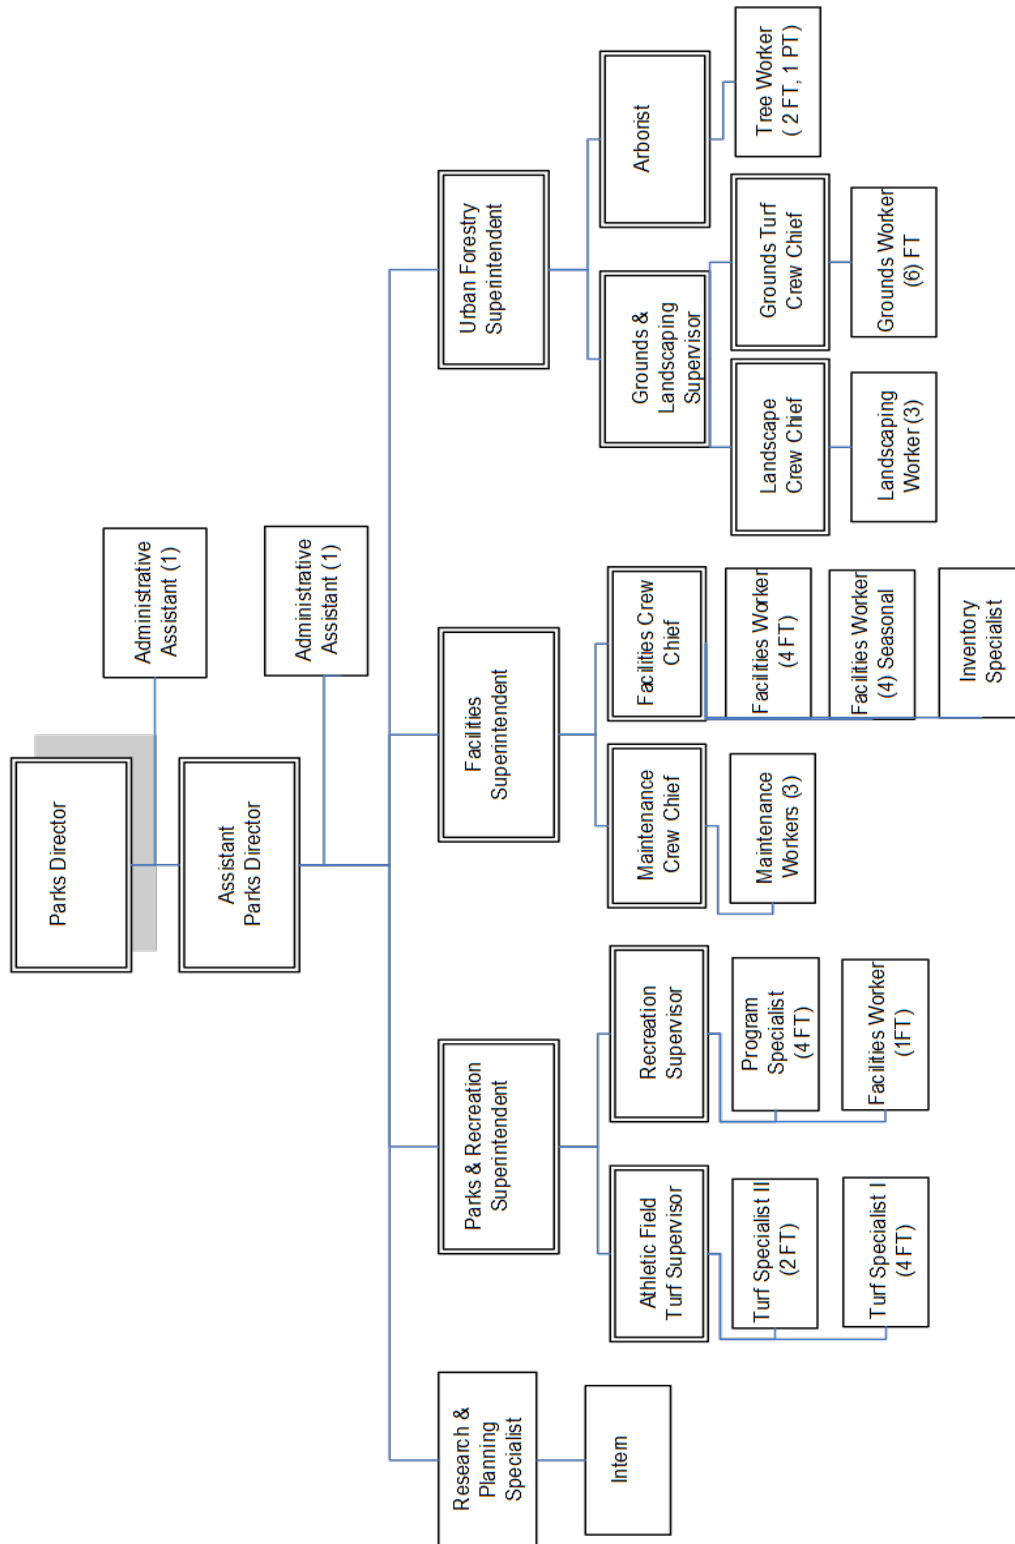 Parks Director
Administrative
Assistant (1)
Assistant
Parks Director
Administrative
Assistant (1)
Research &
Planning
Specialist
Intern
Parks & Recreation
Superintendent
Athletic Field
Turf Supervisor
Turf Specialist II
(2 FT)
Turf Specialist I
(4 FT)
Recreation
Supervisor
Program
Specialist
(4 FT)
Facilities Worker
(1FT)
Facilities
Superintendent
Maintenance
Crew Chief
Maintenance
Workers (3)
Facilities Crew
Chief
Facilities Worker
(4 FT)
Facilities Worker
(4) Seasonal
Inventory
Specialist
Urban Forestry
Superintendent
Grounds &
Landscaping
Supervisor
Landscape
Crew Chief
Landscaping
Worker (3)
Grounds Turf
Crew Chief
Grounds Worker
(6) FT
Arborist
Tree Worker
( 2 FT, 1 PT)